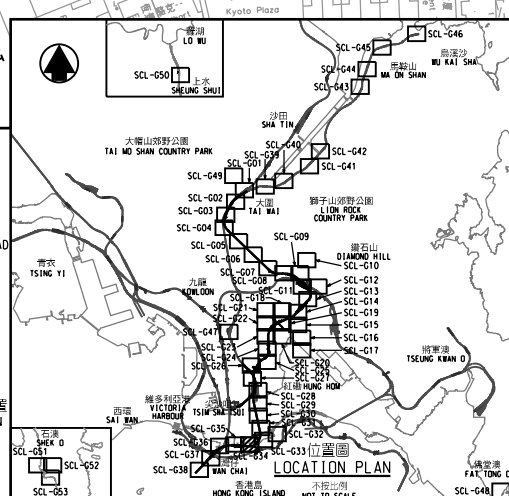 Kyoto Plaza
羅湖
LO WU
SCL-G50
上水
SHEUNG SHUI
SCL-G46
SCL-G45
烏溪沙
WU KAI SHA
SCL-G44
馬鞍山
MA ON SHAN
SCL-G43
沙田
SHA TIN
大帽山郊野公園
TAI MO SHAN COUNTRY PARK
SCL-G40
SCL-G39
SCL-G42
SCL-G01
SCL-G41
SCL-G49
SCL-G02
大圍
TAI WAI
獅子山郊野公園
LION ROCK
COUNTRY PARK
SCL-G03
SCL-G04
SCL-G05
SCL-G09
鑽石山
DIAMOND HILL
SCL-G06
SCL-G10
青衣
TSING YI
SCL-G07
SCL-G08
SCL-G12
九龍
KOWLOON
SCL-G11
SCL-G13
SCL-G18
SCL-G14
SCL-G21
SCL-G19
SCL-G22
SCL-G15
SCL-G47
SCL-G16
SCL-G23
SCL-G17
SCL-G24
將軍澳
TSEUNG KWAN O
SCL-G20
SCL-G26
紅磡 HUNG HOM
維多利亞港
VICTORIA
HARBOUR
TSIM SHA TSUI
西環
SAI WAN
SCL-G28
SCL-G29
SCL-G30
SCL-G35
SCL-G32
SCL-G36
SCL-G33
SCL-G37
SCL-G34
灣仔
WAN CHAI
SCL-G38
位置圖
LOCATION PLAN
不按比例
NOT TO SCALE
香港島
HONG KONG ISLAND
石澳
SHEK O
SCL-G51
SCL-G52
SCL-G53
佛堂澳
FAT TONG O
SCL-G48